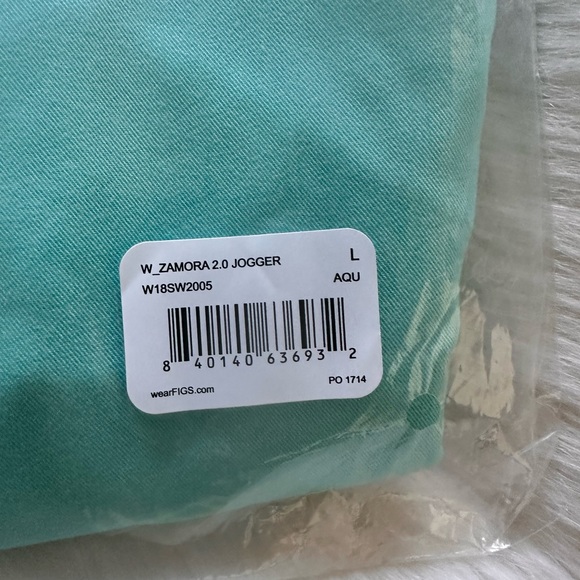 W_ZAMORA 2.0 JOGGER L
W18SW2005 AQU
8 40140 63693 2
wearFIGS.com PO 1714